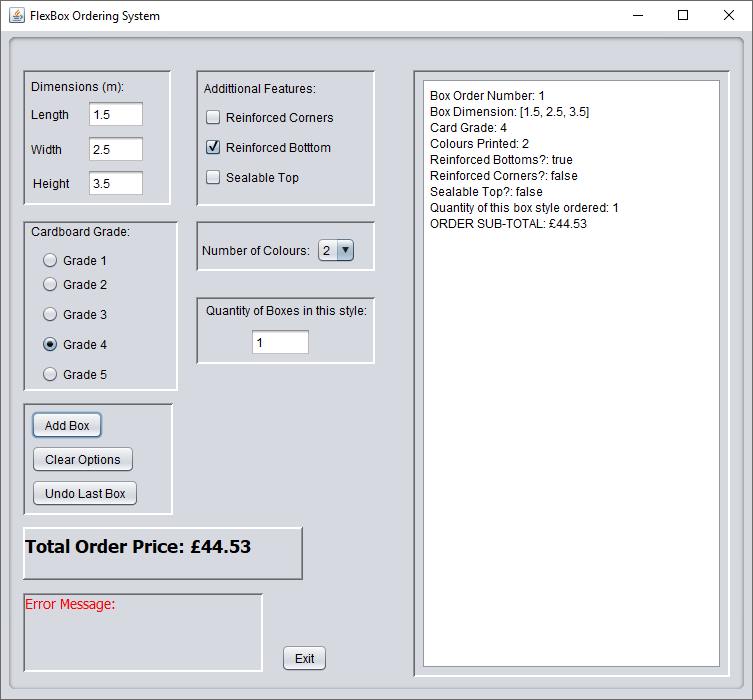 FlexBox Ordering System
Dimensions (m):
Length 1.5
Width 2.5
Height 3.5
Addittional Features:
Reinforced Corners
Reinforced Botttom
Sealable Top
Cardboard Grade:
Grade 1
Grade 2
Grade 3
Grade 4
Grade 5
Number of Colours: 2
Quantity of Boxes in this style:
1
Add Box
Clear Options
Undo Last Box
Total Order Price: £44.53
Error Message:
Exit
Box Order Number: 1
Box Dimension: [1.5, 2.5, 3.5]
Card Grade: 4
Colours Printed: 2
Reinforced Bottoms?: true
Reinforced Corners?: false
Sealable Top?: false
Quantity of this box style ordered: 1
ORDER SUB-TOTAL: £44.53